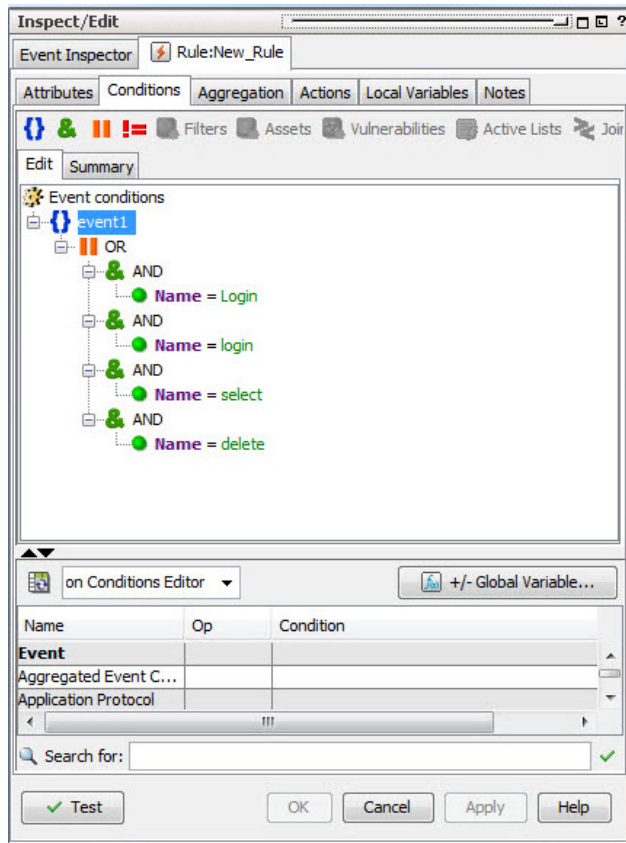 Inspect/Edit ?
Event Inspector Rule:New_Rule
Attributes Conditions Aggregation Actions Local Variables Notes
{} & != Filters Assets Vulnerabilities Active Lists Join
Edit Summary
Event conditions
{} event1
OR
& AND
Name = Login
& AND
Name = login
& AND
Name = select
& AND
Name = delete
on Conditions Editor +/- Global Variable...
Name Op Condition
Event
Aggregated Event C...
Application Protocol
Search for:
Test OK Cancel Apply Help